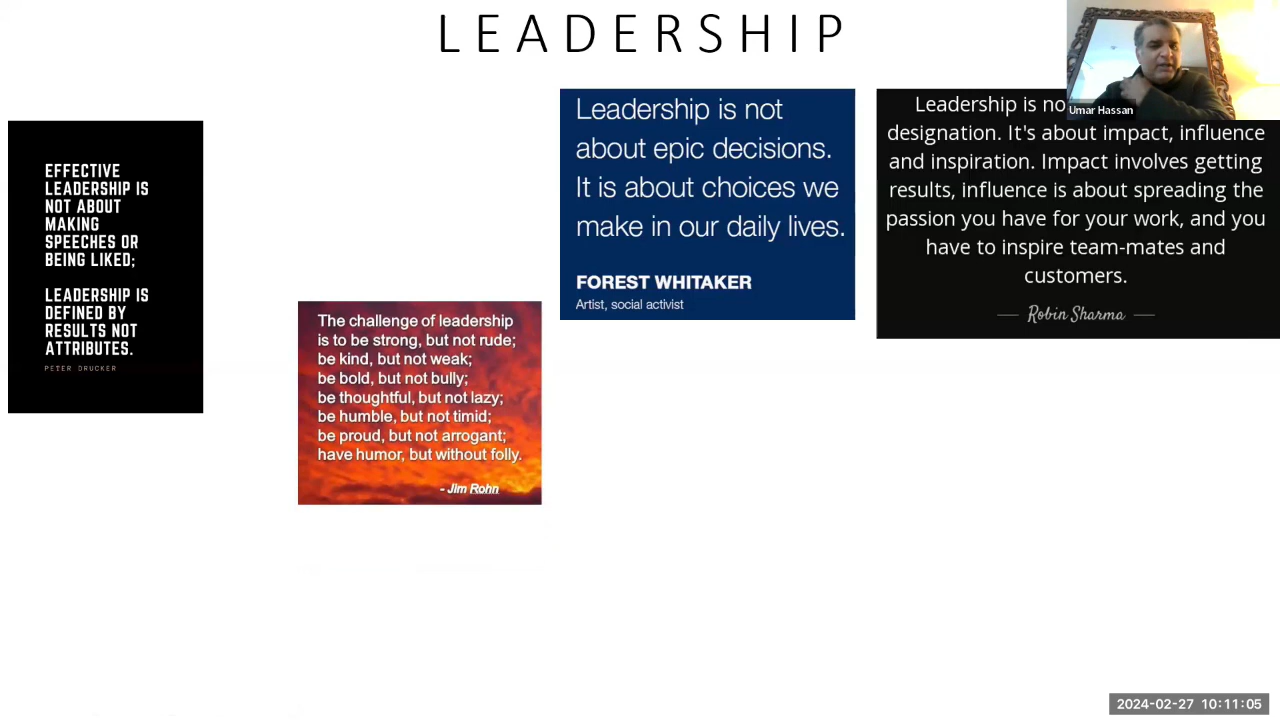 LEADERSHIP
EFFECTIVE
LEADERSHIP IS
NOT ABOUT
MAKING
SPEECHES OR
BEING LIKED;
LEADERSHIP IS
DEFINED BY
RESULTS NOT
ATTRIBUTES.
PETER DRUCKER
The challenge of leadership
is to be strong, but not rude;
be kind, but not weak;
be bold, but not bully;
be thoughtful, but not lazy;
be humble, but not timid;
be proud, but not arrogant;
have humor, but without folly.
- Jim Rohn
Leadership is not
about epic decisions.
It is about choices we
make in our daily lives.
FOREST WHITAKER
Artist, social activist
Leadership is
designation. It's about impact, influence
and inspiration. Impact involves getting
results, influence is about spreading the
passion you have for your work, and you
have to inspire team-mates and
customers.
Robin Sharma
Umar Hassan
2024-02-27 10:11:05